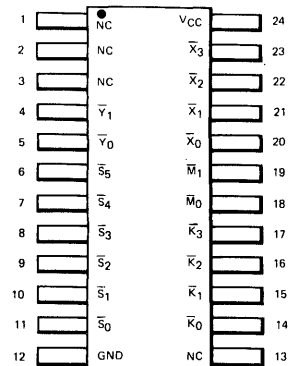 1 NC VCC 24
2 NC X̅3 23
3 NC X̅2 22
4 Y̅1 X̅1 21
5 Y̅0 X̅0 20
6 S̅5 M̅1 19
7 S̅4 M̅0 18
8 S̅3 K̅3 17
9 S̅2 K̅2 16
10 S̅1 K̅1 15
11 S̅0 K̅0 14
12 GND NC 13